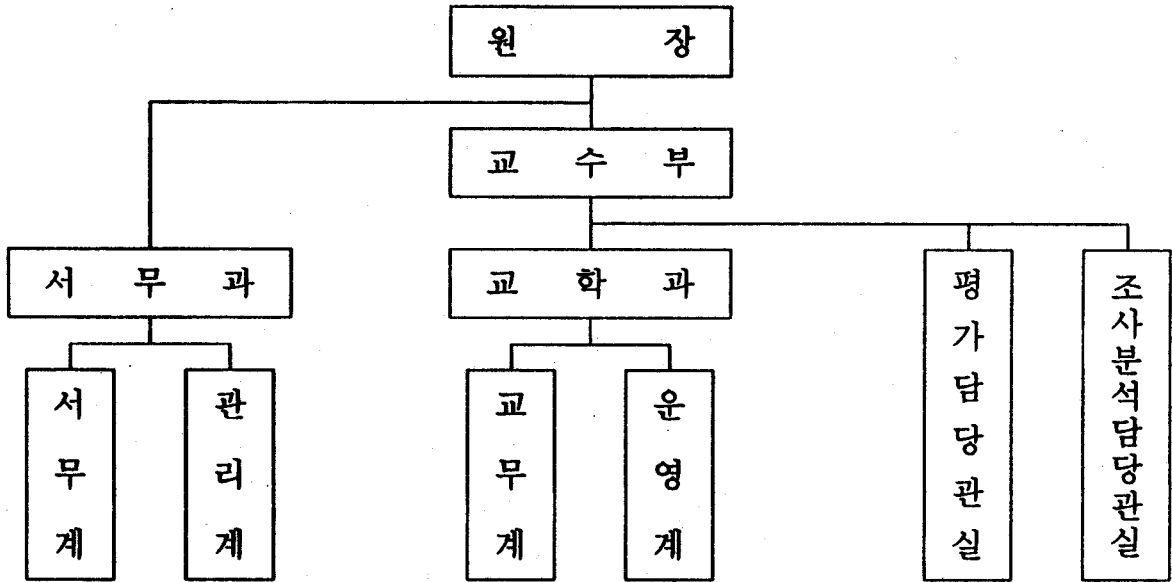 원 장
교 수 부
서 무 과
교 학 과
서무계
관리계
교무계
운영계
평가담당관실
조사분석담당관실